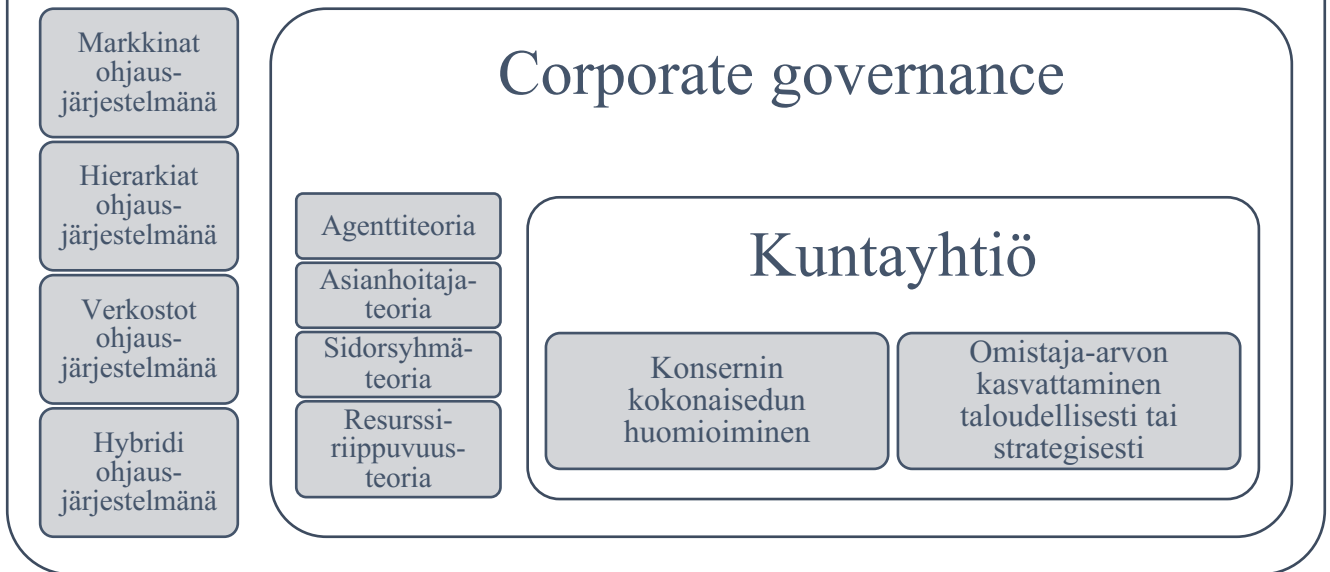 Markkinat
ohjaus-
järjestelmänä
Hierarkiat
ohjaus-
järjestelmänä
Verkostot
ohjaus-
järjestelmänä
Hybridi
ohjaus-
järjestelmänä
Corporate governance
Agenttiteoria
Asianhoitaja-
teoria
Sidorsyhmä-
teoria
Resurssi-
riippuvuus-
teoria
Kuntayhtiö
Konsernin
kokonaisedun
huomioiminen
Omistaja-arvon
kasvattaminen
taloudellisesti tai
strategisesti